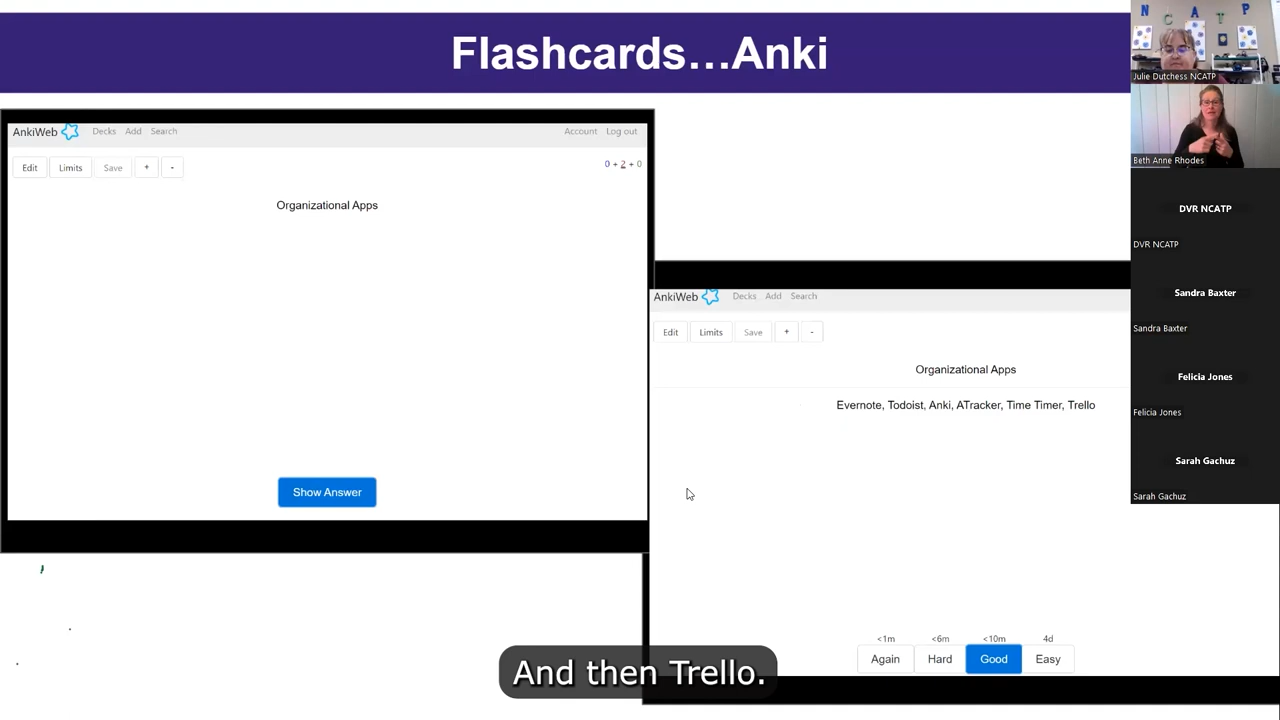 Flashcards…Anki
AnkiWeb Decks Add Search Account Log out
Edit Limits Save + - 0 + 2 + 0
Organizational Apps
Show Answer
AnkiWeb Decks Add Search
Edit Limits Save + -
Organizational Apps
Evernote, Todoist, Anki, ATracker, Time Timer, Trello
<1m <6m <10m 4d
Again Hard Good Easy
And then Trello.
N C A T P
Julie Dutchess NCATP
Beth Anne Rhodes
DVR NCATP
DVR NCATP
Sandra Baxter
Sandra Baxter
Felicia Jones
Felicia Jones
Sarah Gachuz
Sarah Gachuz